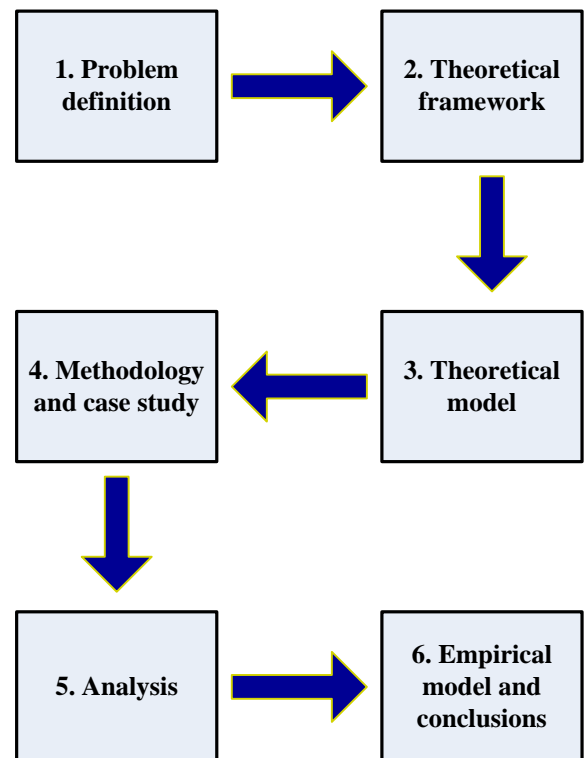 1. Problem
definition
2. Theoretical
framework
3. Theoretical
model
4. Methodology
and case study
5. Analysis
6. Empirical
model and
conclusions